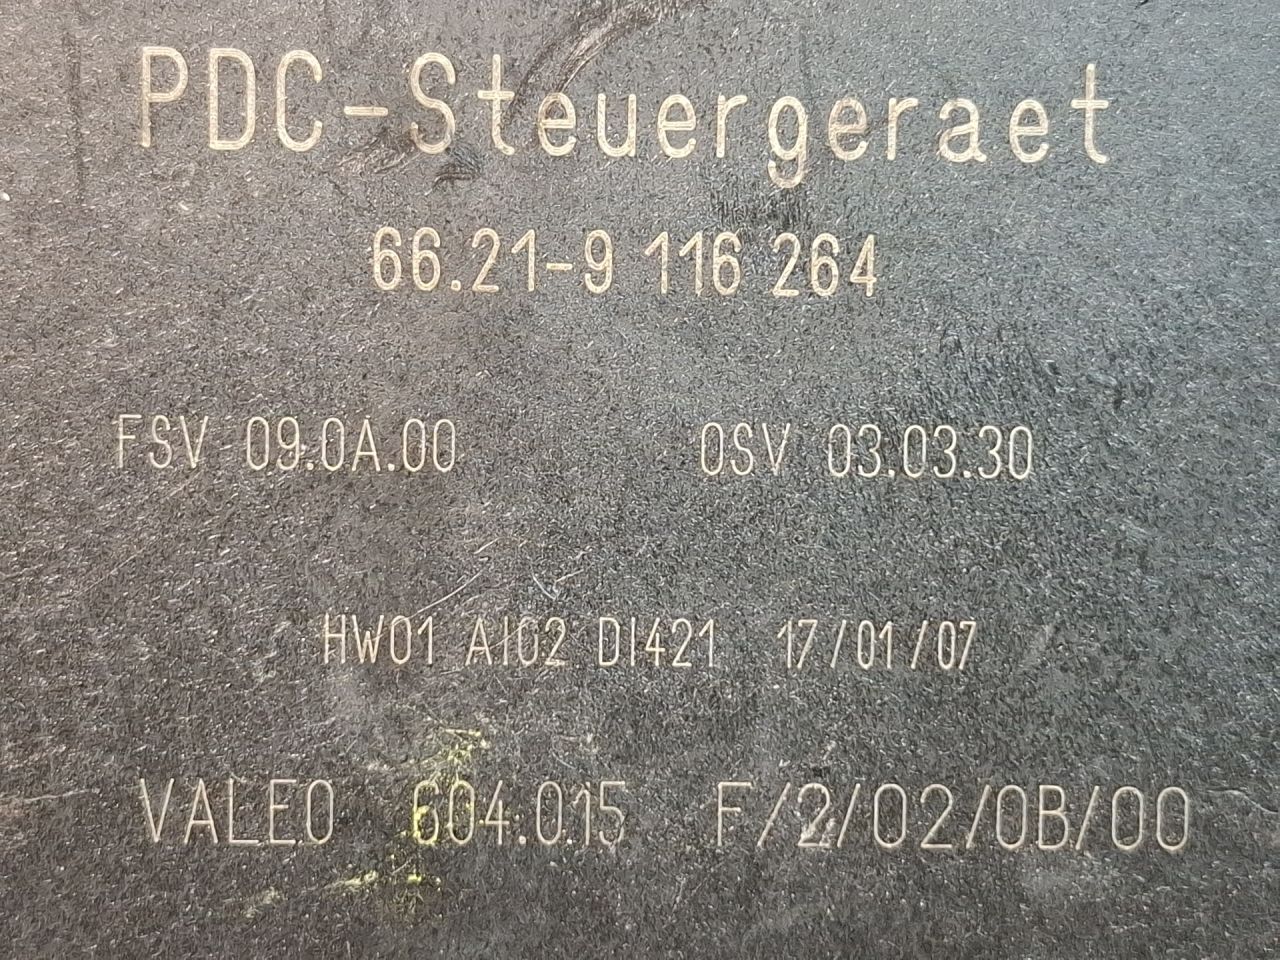 PDC-Steuergeraet
66.21-9 116 264
FSV 09.0A.00 OSV 03.03.30
HW01 AI02 DI421 17/01/07
VALEO 604.015 F/2/02/0B/00